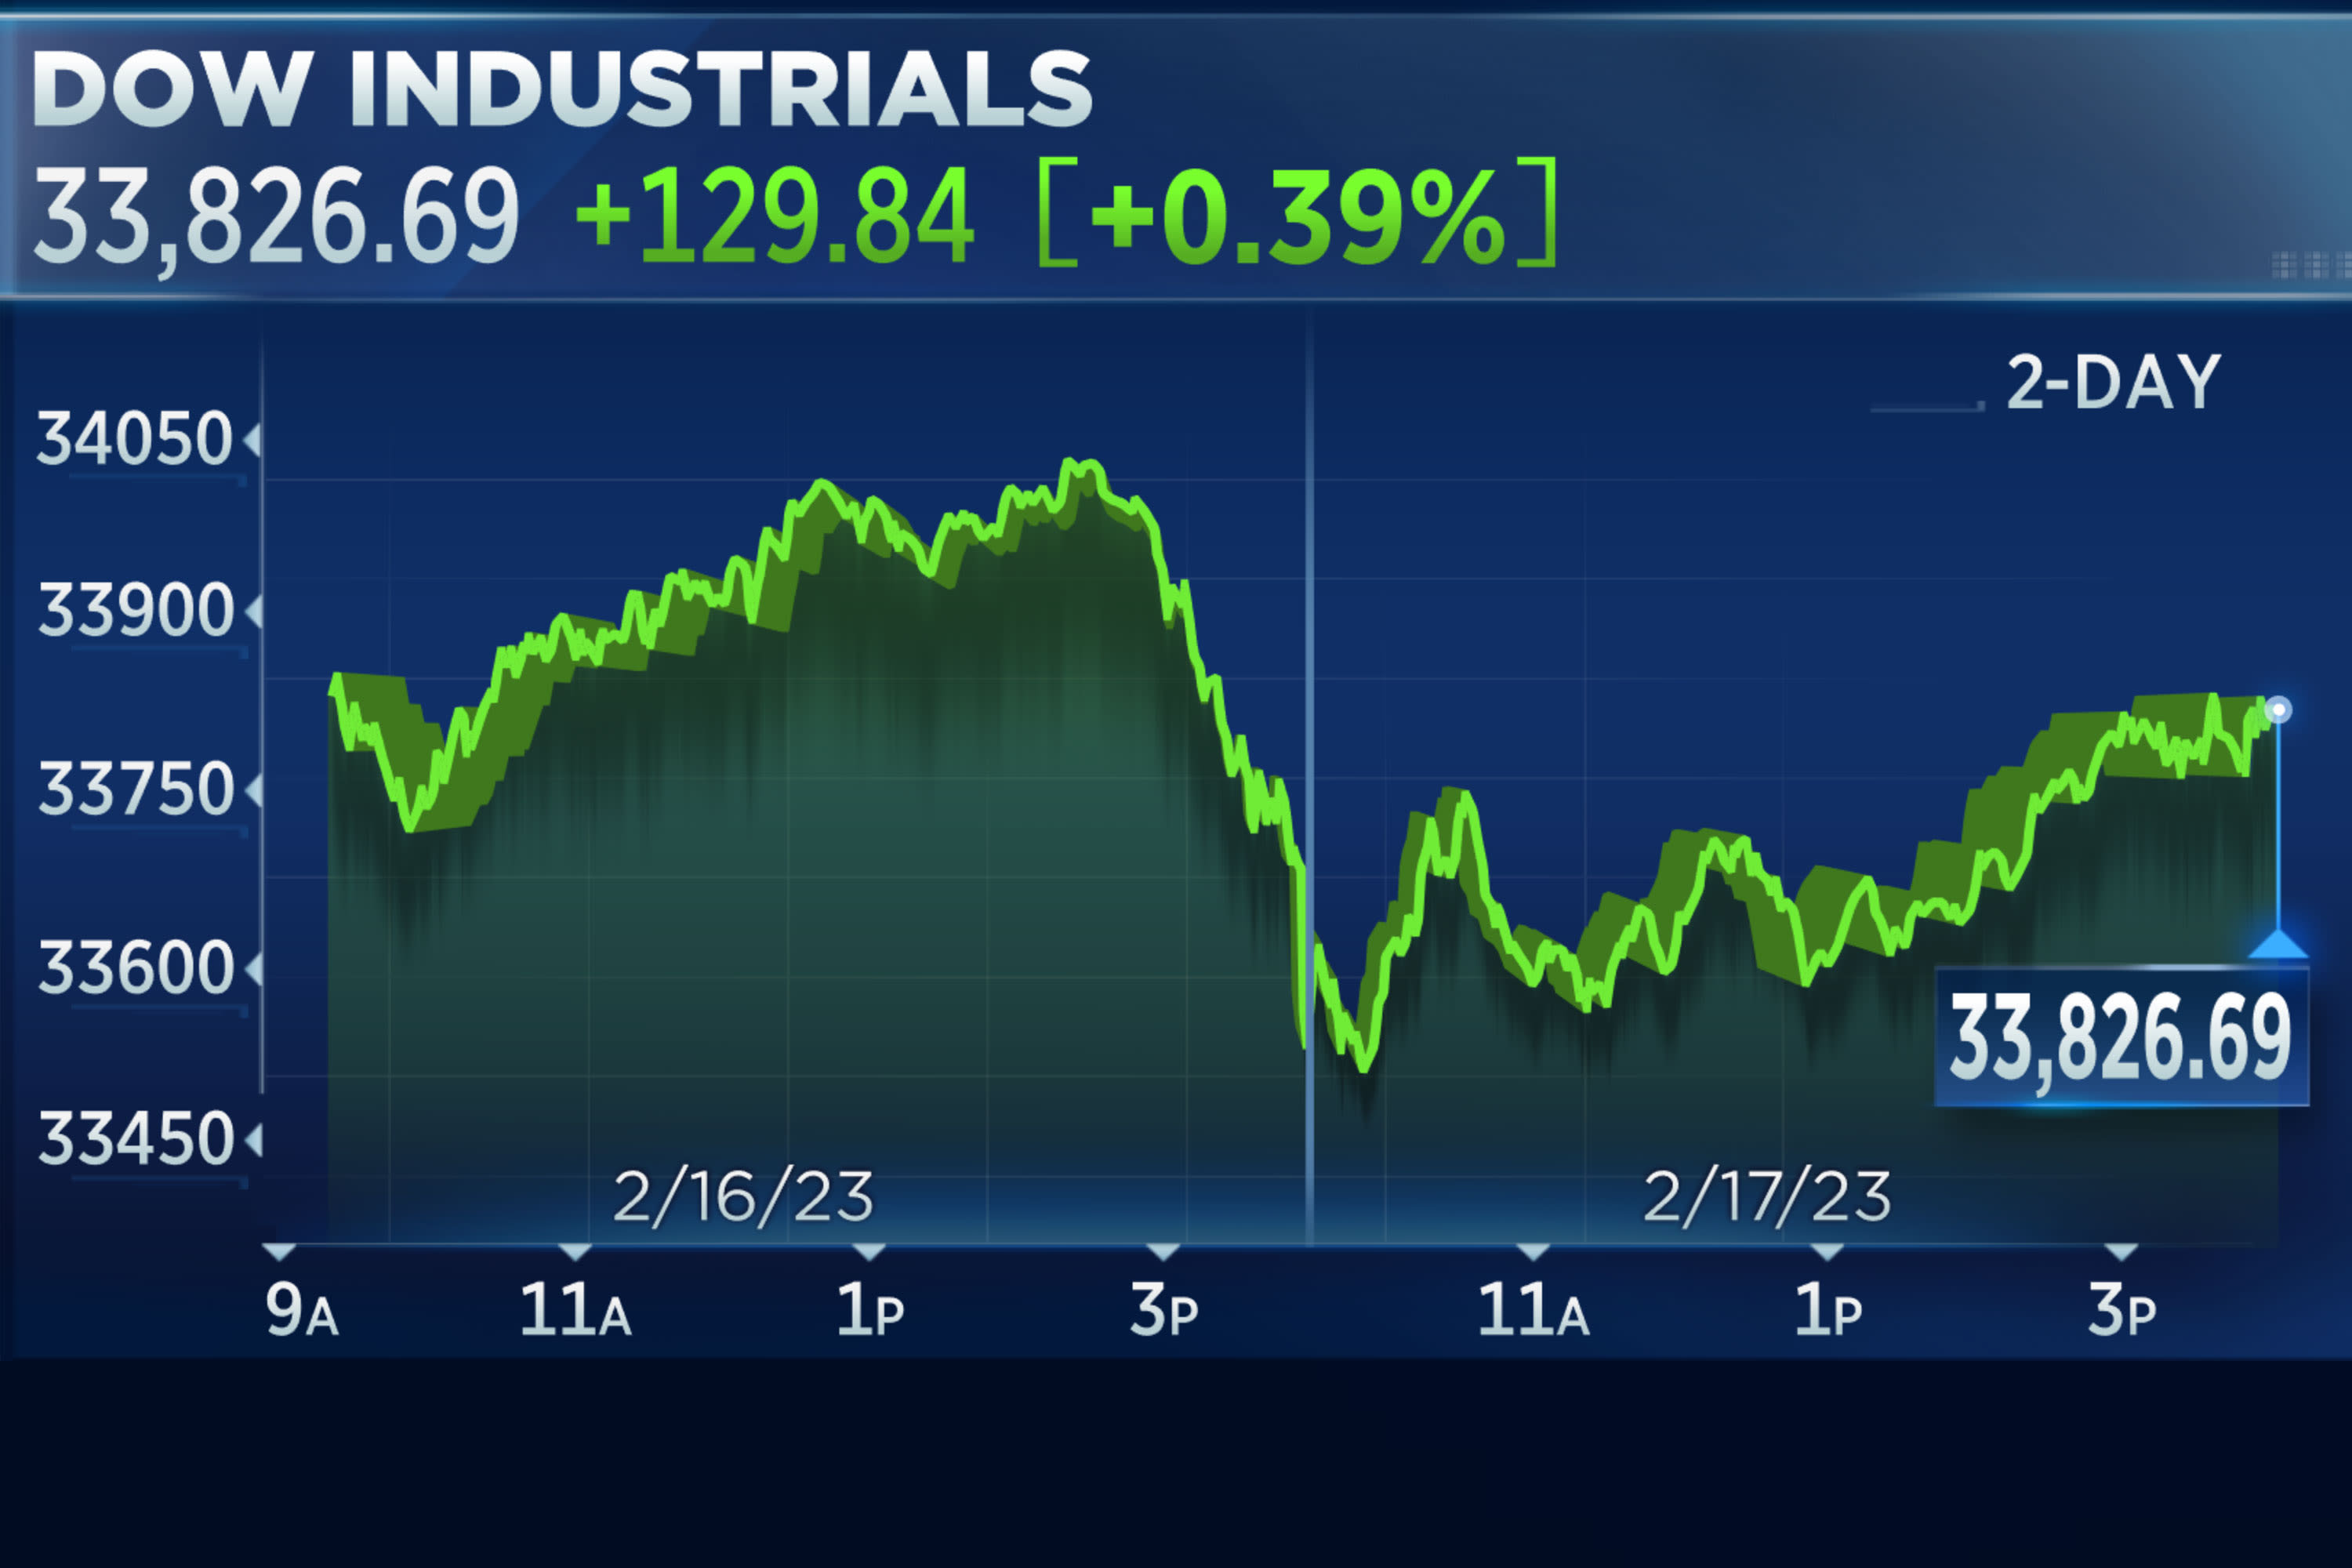 DOW INDUSTRIALS
33,826.69 +129.84 [+0.39%]
2-DAY
34050
33900
33750
33600
33450
33,826.69
2/16/23 2/17/23
9A 11A 1P 3P 11A 1P 3P